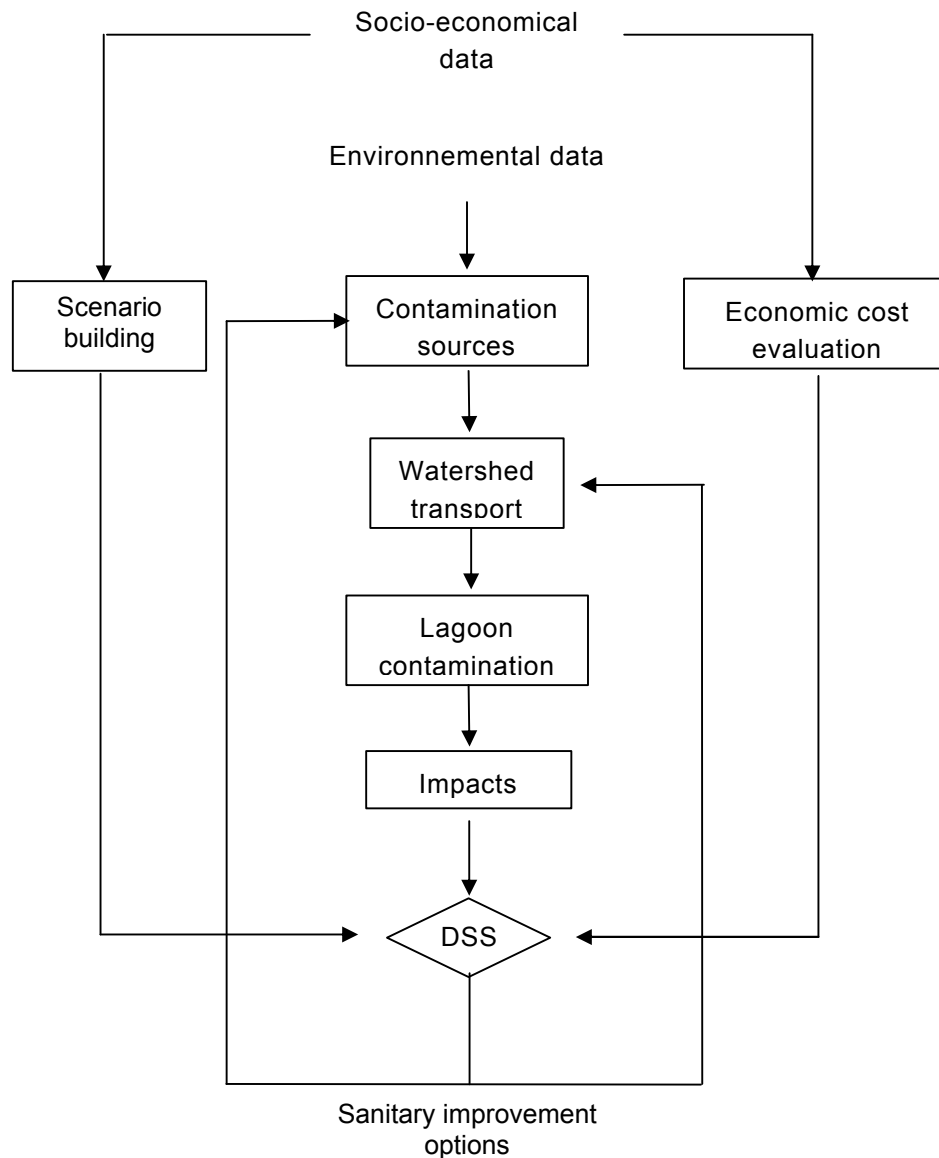 Socio-economical
data
Environnemental data
Scenario
building
Contamination
sources
Economic cost
evaluation
Watershed
transport
Lagoon
contamination
Impacts
DSS
Sanitary improvement
options